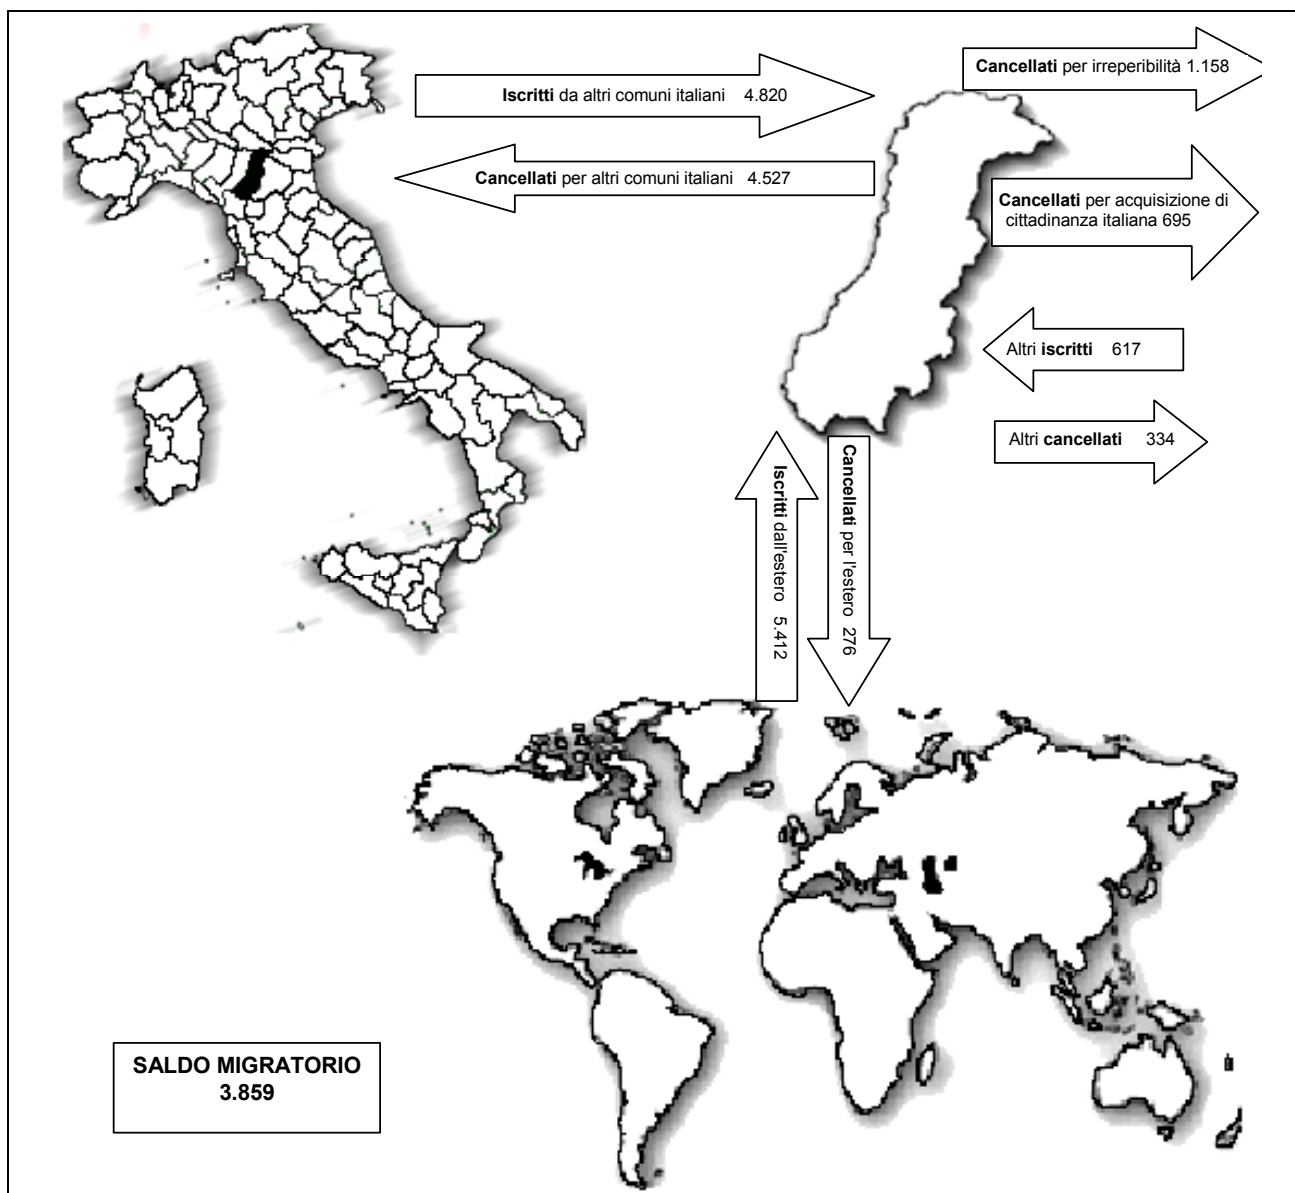 Cancellati per irreperibilità 1.158
Iscritti da altri comuni italiani 4.820
Cancellati per altri comuni italiani 4.527
Cancellati per acquisizione di
cittadinanza italiana 695
Altri iscritti 617
Altri cancellati 334
Iscritti dall'estero 5.412
Cancellati per l'estero 276
SALDO MIGRATORIO
3.859